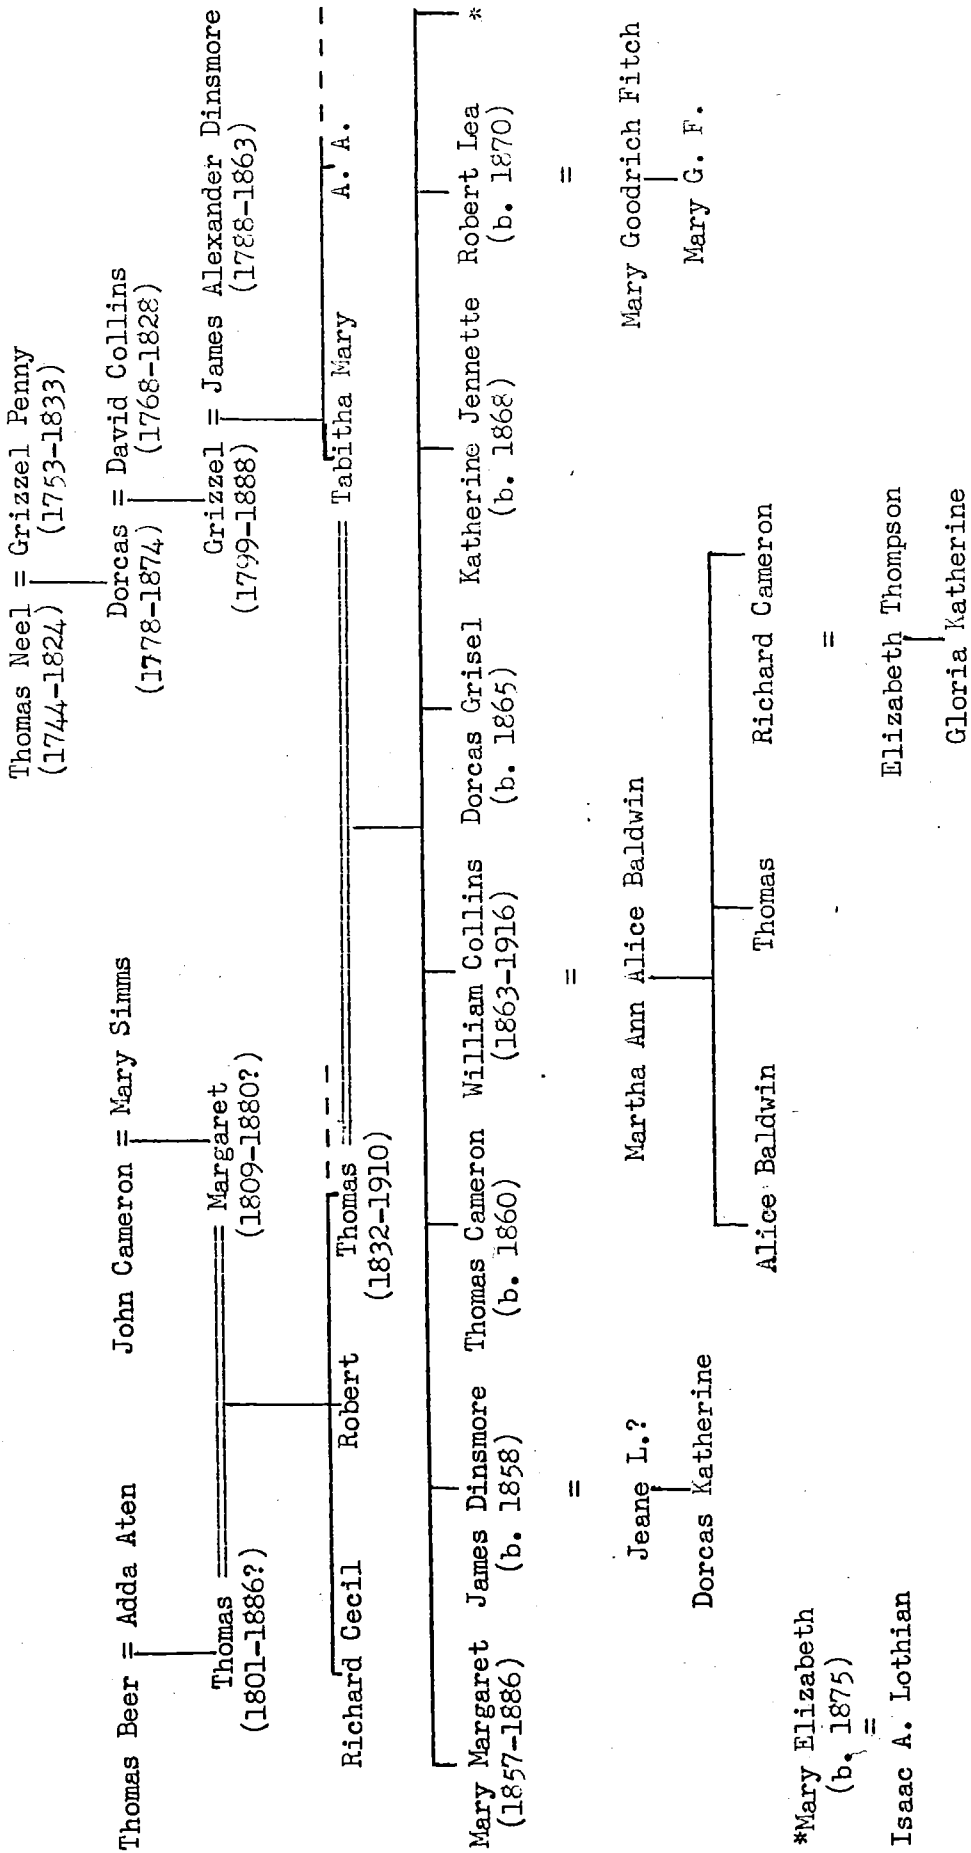 Thomas Neel = Grizzel Penny
(1744-1824) (1753-1833)
Thomas Beer = Adda Aten
John Cameron = Mary Simms
Dorcas = David Collins
(1778-1874) (1768-1828)
Thomas = Margaret
(1801-1886?) (1809-1880?)
Grizzel = James Alexander Dinsmore
(1799-1888) (1788-1863)
Richard Cecil Robert Thomas = Tabitha Mary A. A.
(1832-1910)
Mary Margaret James Dinsmore Thomas Cameron William Collins Dorcas Grisel Katherine Jennette Robert Lea *
(1857-1886) (b. 1858) (b. 1860) (1863-1916) (b. 1865) (b. 1868) (b. 1870)
= = =
Jeane L.? Martha Ann Alice Baldwin Mary Goodrich Fitch
Dorcas Katherine Mary G. F.
Alice Baldwin Thomas Richard Cameron
*Mary Elizabeth
(b. 1875) =
=
Isaac A. Lothian Elizabeth Thompson
Gloria Katherine